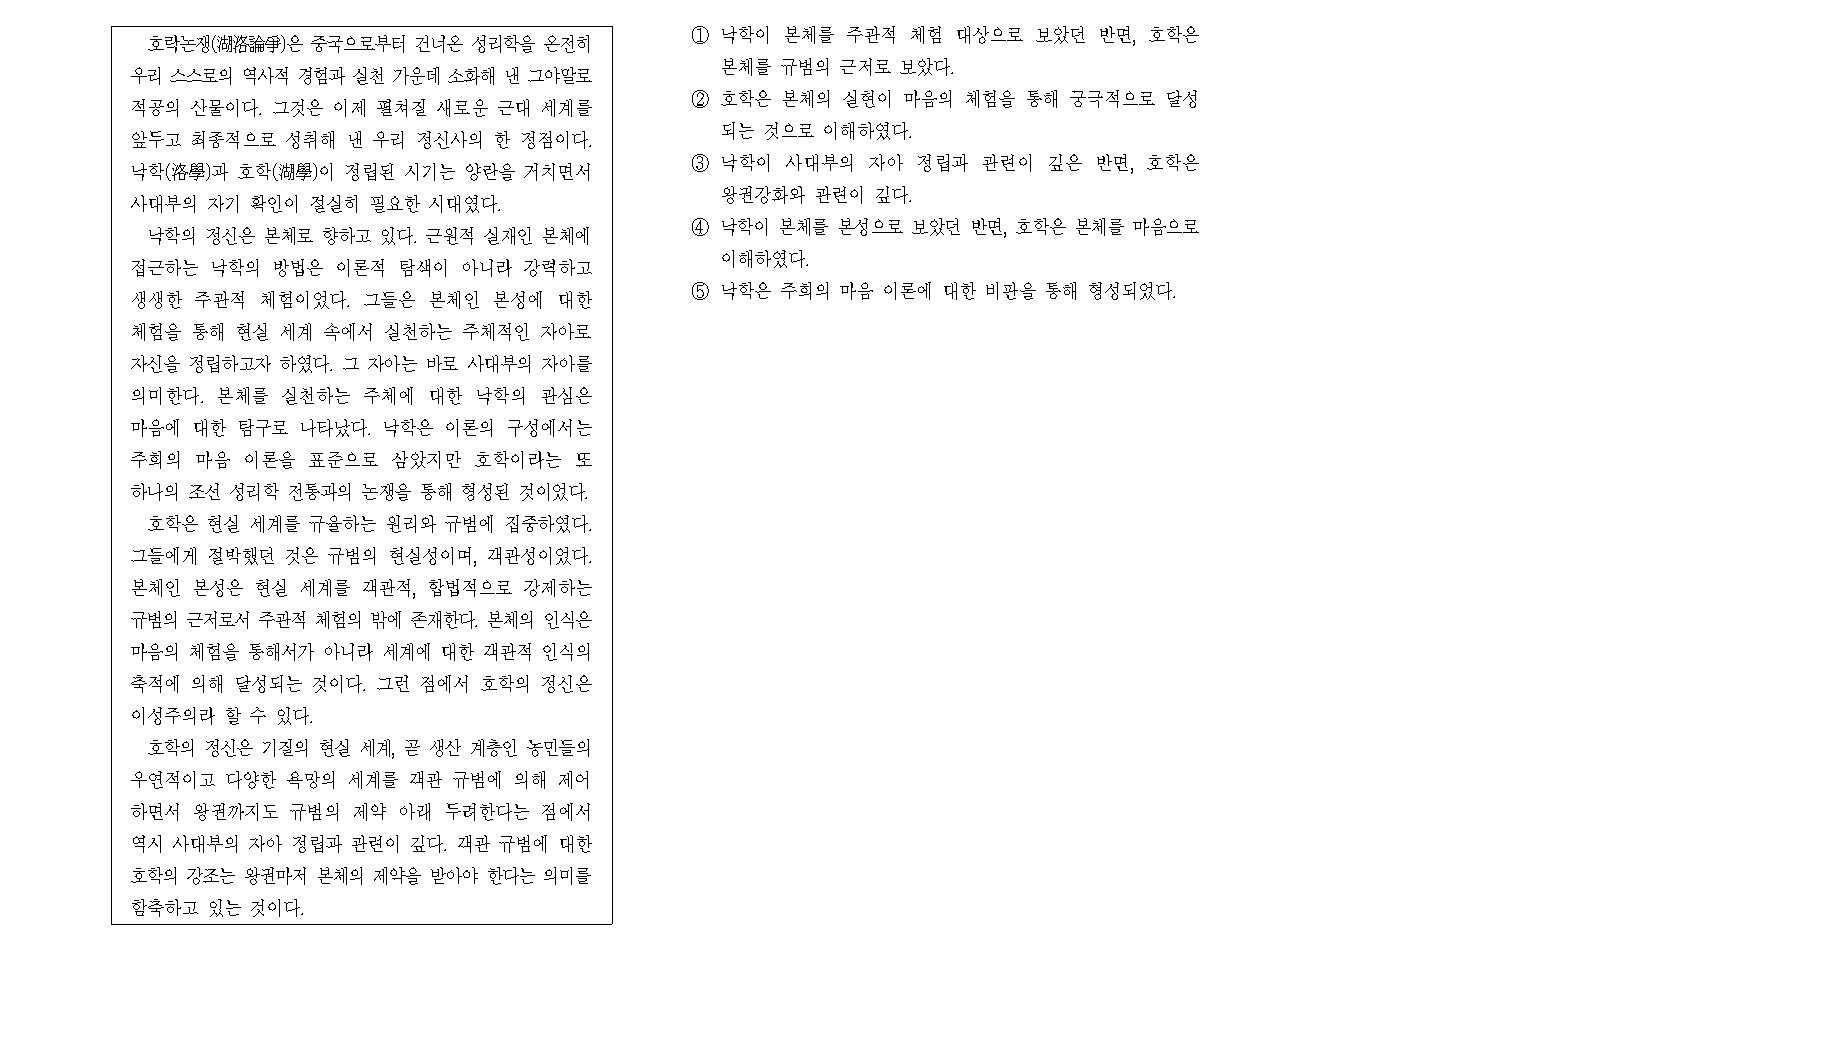 호락논쟁(湖洛論爭)은 중국으로부터 건너온 성리학을 온전히
우리 스스로의 역사적 경험과 실천 가운데 소화해 낸 그야말로
적공의 산물이다. 그것은 이제 펼쳐질 새로운 근대 세계를
앞두고 최종적으로 성취해 낸 우리 정신사의 한 정점이다.
낙학(洛學)과 호학(湖學)이 정립된 시기는 양란을 거치면서
사대부의 자기 확인이 절실히 필요한 시대였다.
낙학의 정신은 본체로 향하고 있다. 근원적 실재인 본체에
접근하는 낙학의 방법은 이론적 탐색이 아니라 강력하고
생생한 주관적 체험이었다. 그들은 본체인 본성에 대한
체험을 통해 현실 세계 속에서 실천하는 주체적인 자아로
자신을 정립하고자 하였다. 그 자아는 바로 사대부의 자아를
의미한다. 본체를 실천하는 주체에 대한 낙학의 관심은
마음에 대한 탐구로 나타났다. 낙학은 이론의 구성에서는
주희의 마음 이론을 표준으로 삼았지만 호학이라는 또
하나의 조선 성리학 전통과의 논쟁을 통해 형성된 것이었다.
호학은 현실 세계를 규율하는 원리와 규범에 집중하였다.
그들에게 절박했던 것은 규범의 현실성이며, 객관성이었다.
본체인 본성은 현실 세계를 객관적, 합법적으로 강제하는
규범의 근저로서 주관적 체험의 밖에 존재한다. 본체의 인식은
마음의 체험을 통해서가 아니라 세계에 대한 객관적 인식의
축적에 의해 달성되는 것이다. 그런 점에서 호학의 정신은
이성주의라 할 수 있다.
호학의 정신은 기질의 현실 세계, 곧 생산 계층인 농민들의
우연적이고 다양한 욕망의 세계를 객관 규범에 의해 제어
하면서 왕권까지도 규범의 제약 아래 두려한다는 점에서
역시 사대부의 자아 정립과 관련이 깊다. 객관 규범에 대한
호학의 강조는 왕권마저 본체의 제약을 받아야 한다는 의미를
함축하고 있는 것이다.
① 낙학이 본체를 주관적 체험 대상으로 보았던 반면, 호학은
본체를 규범의 근저로 보았다.
② 호학은 본체의 실현이 마음의 체험을 통해 궁극적으로 달성
되는 것으로 이해하였다.
③ 낙학이 사대부의 자아 정립과 관련이 깊은 반면, 호학은
왕권강화와 관련이 깊다.
④ 낙학이 본체를 본성으로 보았던 반면, 호학은 본체를 마음으로
이해하였다.
⑤ 낙학은 주희의 마음 이론에 대한 비판을 통해 형성되었다.